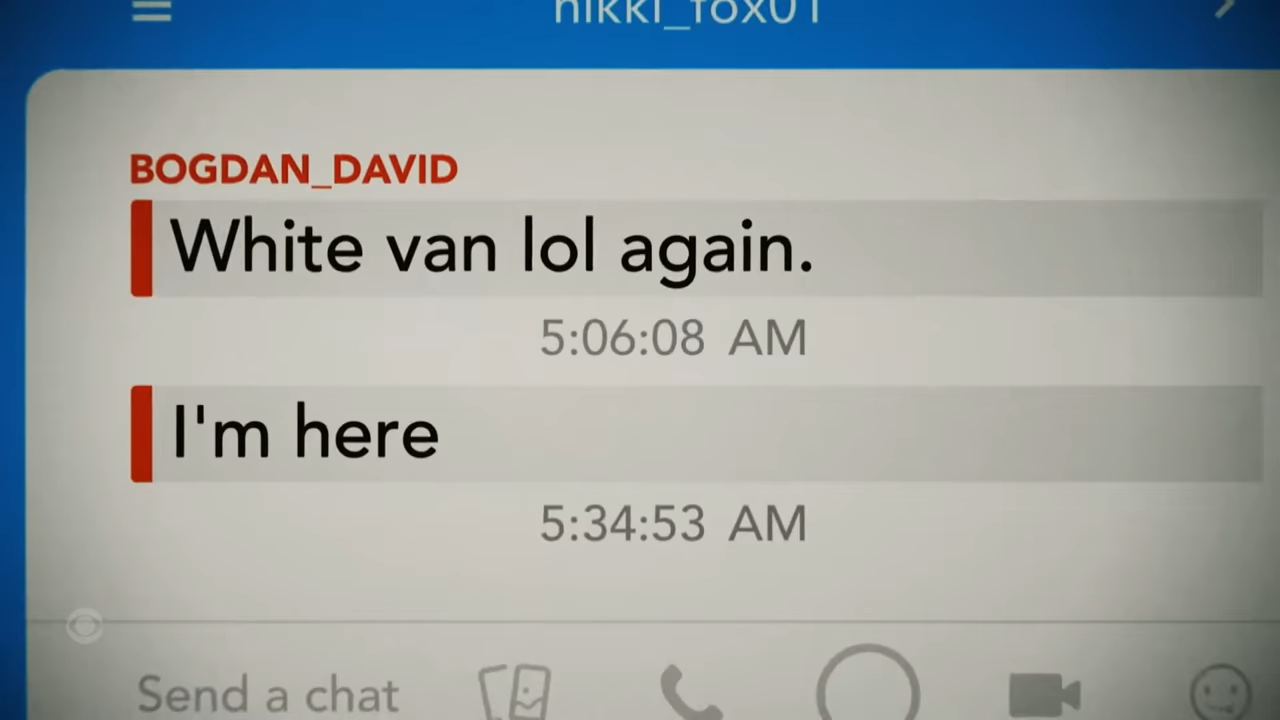 nikki_fox01
BOGDAN_DAVID
White van lol again.
5:06:08 AM
I'm here
5:34:53 AM
Send a chat